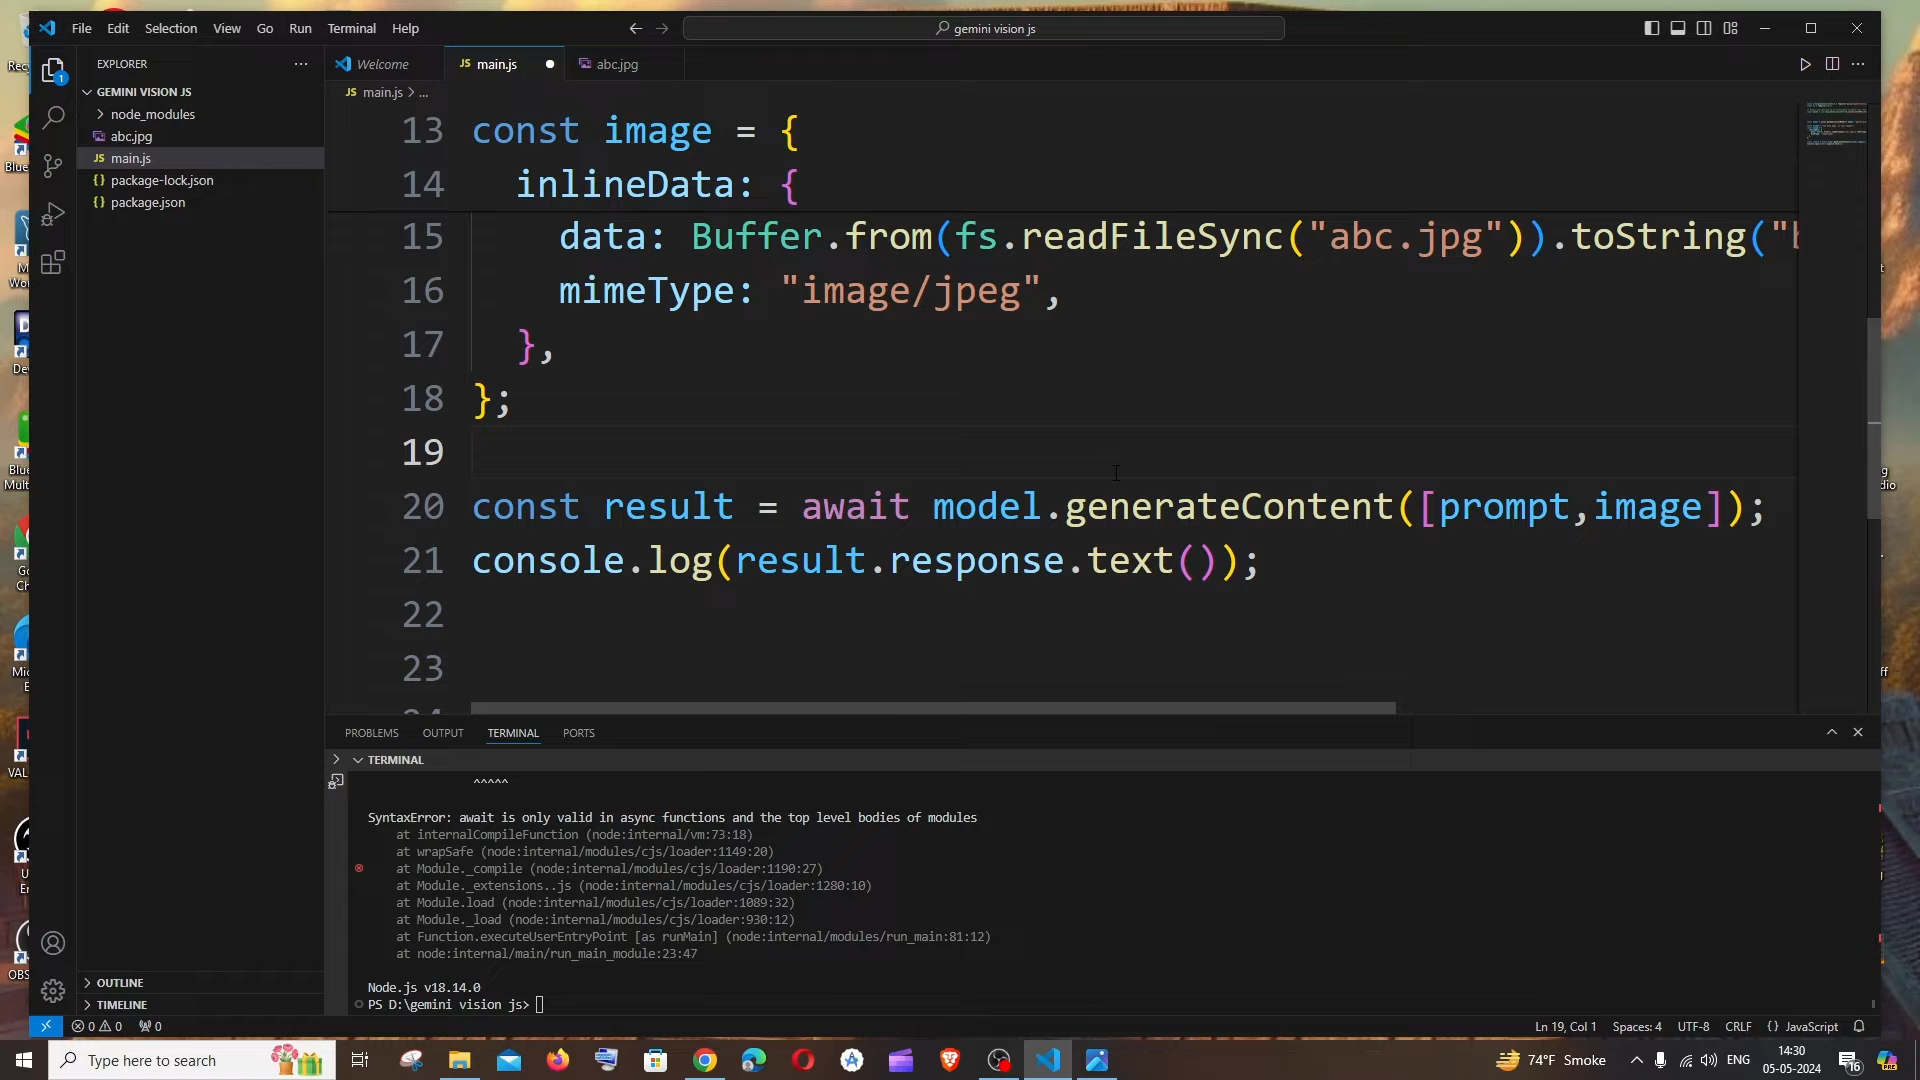 File Edit Selection View Go Run Terminal Help
gemini vision js
EXPLORER
GEMINI VISION JS
node_modules
abc.jpg
JS main.js
{} package-lock.json
{} package.json
OUTLINE
TIMELINE
Welcome
JS main.js
abc.jpg
JS main.js > ...
13 const image = {
14 inlineData: {
15 data: Buffer.from(fs.readFileSync("abc.jpg")).toString("b
16 mimeType: "image/jpeg",
17 },
18 };
19
20 const result = await model.generateContent([prompt,image]);
21 console.log(result.response.text());
22
23
24
PROBLEMS OUTPUT TERMINAL PORTS
TERMINAL
^^^^^
SyntaxError: await is only valid in async functions and the top level bodies of modules
at internalCompileFunction (node:internal/vm:73:18)
at wrapSafe (node:internal/modules/cjs/loader:1149:20)
at Module._compile (node:internal/modules/cjs/loader:1190:27)
at Module._extensions..js (node:internal/modules/cjs/loader:1280:10)
at Module.load (node:internal/modules/cjs/loader:1089:32)
at Module._load (node:internal/modules/cjs/loader:930:12)
at Function.executeUserEntryPoint [as runMain] (node:internal/modules/run_main:81:12)
at node:internal/main/run_main_module:23:47
Node.js v18.14.0
PS D:\gemini vision js>
0 0 0
Ln 19, Col 1 Spaces: 4 UTF-8 CRLF {} JavaScript
Type here to search
74°F Smoke
ENG
14:30
05-05-2024
16